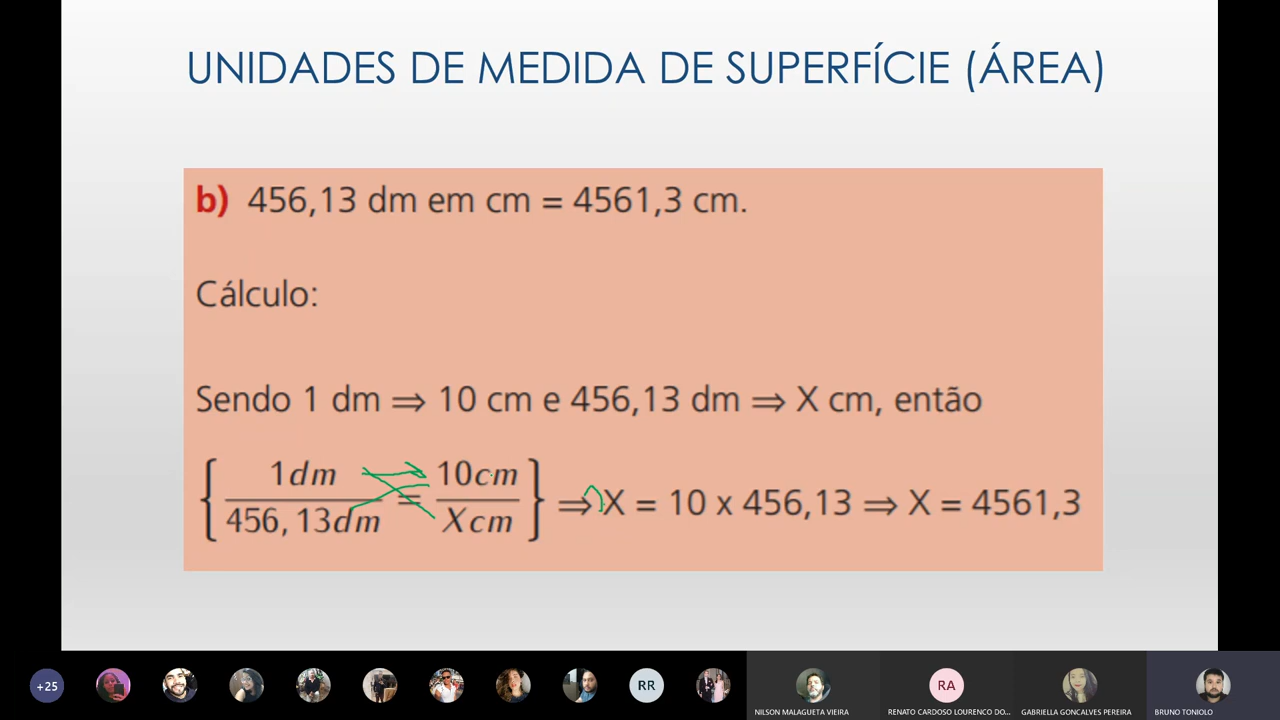 UNIDADES DE MEDIDA DE SUPERFÍCIE (ÁREA)
b) 456,13 dm em cm = 4561,3 cm.
Cálculo:
Sendo 1 dm ⇒ 10 cm e 456,13 dm ⇒ X cm, então
{ 1dm / 456, 13dm = 10cm / Xcm } ⇒ X = 10 x 456,13 ⇒ X = 4561,3
+25
RR
RA
NILSON MALAGUETA VIEIRA
RENATO CARDOSO LOURENCO DO...
GABRIELLA GONCALVES PEREIRA
BRUNO TONIOLO